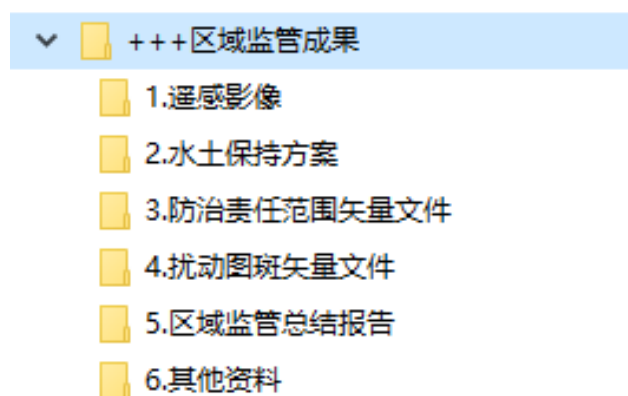 +++区域监管成果
1.遥感影像
2.水土保持方案
3.防治责任范围矢量文件
4.扰动图斑矢量文件
5.区域监管总结报告
6.其他资料